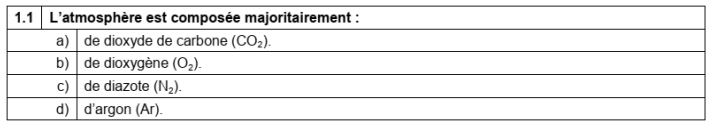 1.1 L'atmosphère est composée majoritairement :
a) de dioxyde de carbone (CO₂).
b) de dioxygène (O₂).
c) de diazote (N₂).
d) d'argon (Ar).